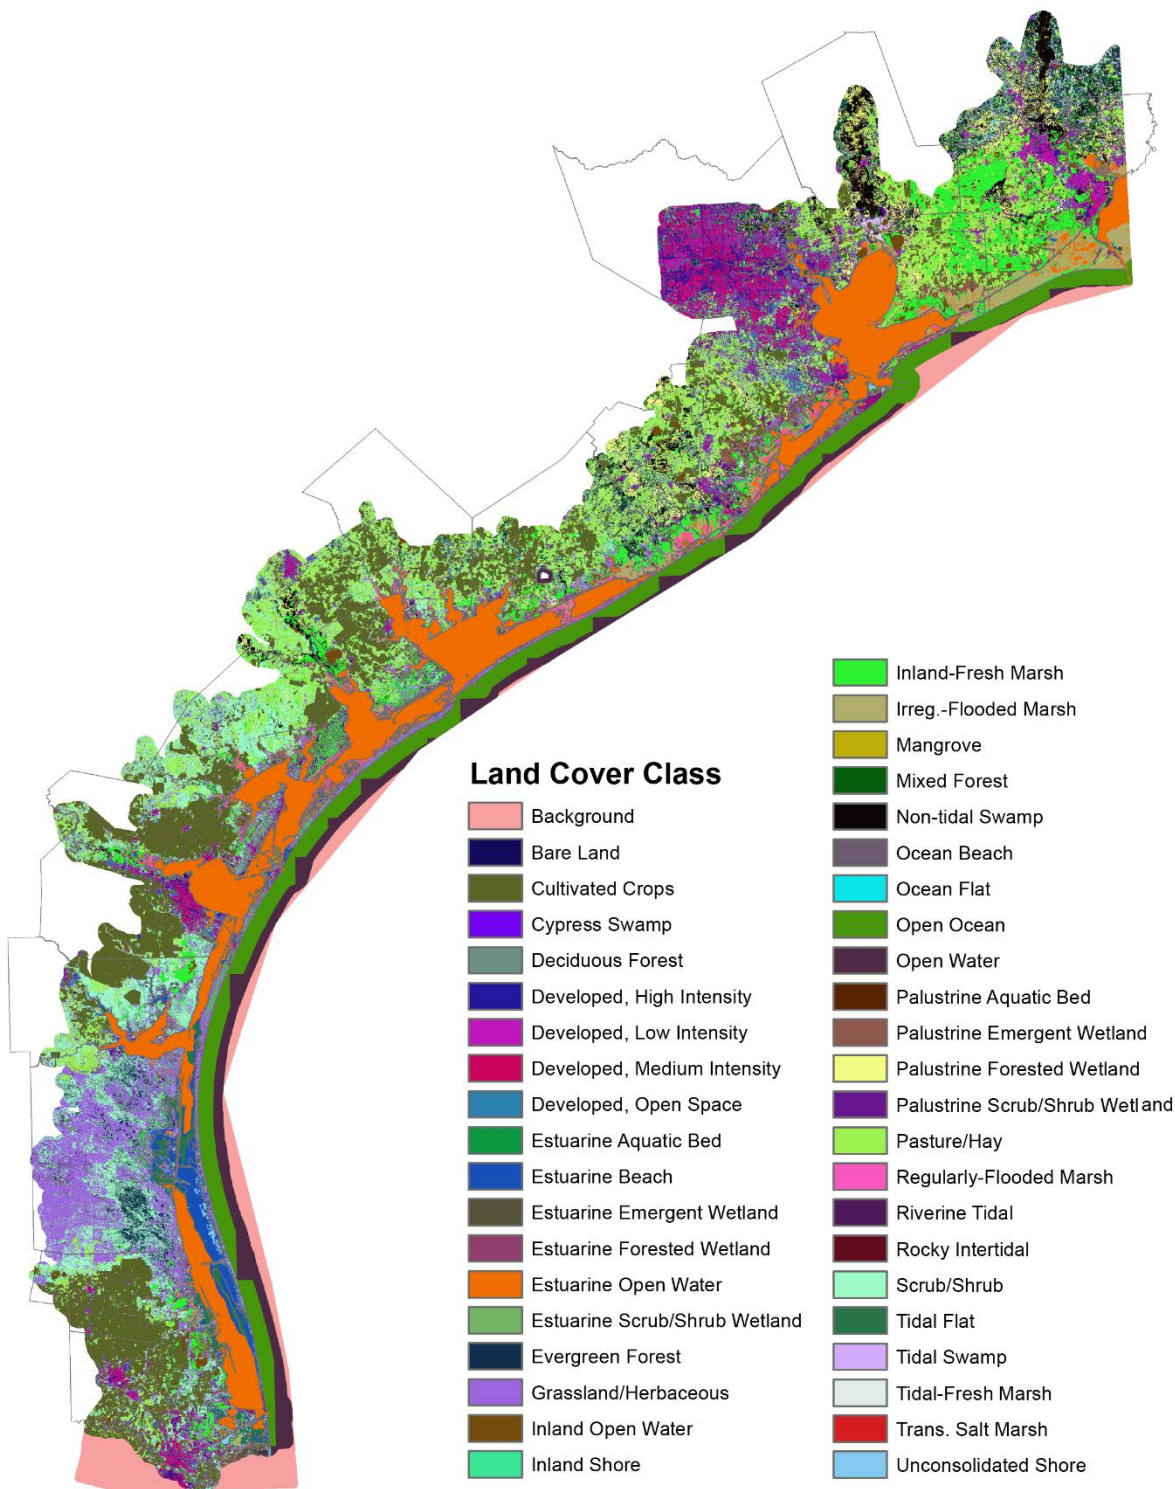 Land Cover Class
Background
Bare Land
Cultivated Crops
Cypress Swamp
Deciduous Forest
Developed, High Intensity
Developed, Low Intensity
Developed, Medium Intensity
Developed, Open Space
Estuarine Aquatic Bed
Estuarine Beach
Estuarine Emergent Wetland
Estuarine Forested Wetland
Estuarine Open Water
Estuarine Scrub/Shrub Wetland
Evergreen Forest
Grassland/Herbaceous
Inland Open Water
Inland Shore
Inland-Fresh Marsh
Irreg.-Flooded Marsh
Mangrove
Mixed Forest
Non-tidal Swamp
Ocean Beach
Ocean Flat
Open Ocean
Open Water
Palustrine Aquatic Bed
Palustrine Emergent Wetland
Palustrine Forested Wetland
Palustrine Scrub/Shrub Wetland
Pasture/Hay
Regularly-Flooded Marsh
Riverine Tidal
Rocky Intertidal
Scrub/Shrub
Tidal Flat
Tidal Swamp
Tidal-Fresh Marsh
Trans. Salt Marsh
Unconsolidated Shore